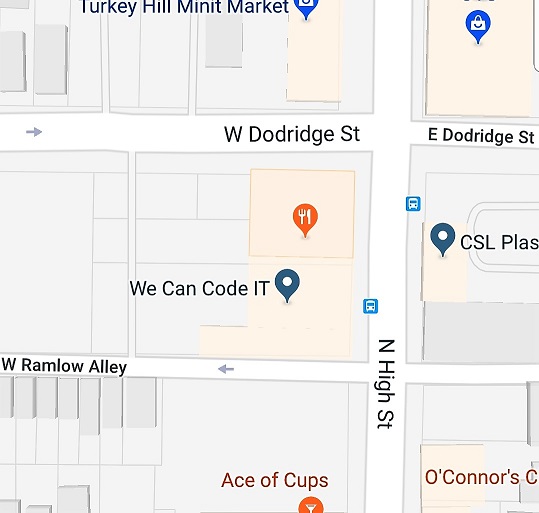 Turkey Hill Minit Market
W Dodridge St
E Dodridge St
CSL Plas
We Can Code IT
W Ramlow Alley
N High St
Ace of Cups
O'Connor's C